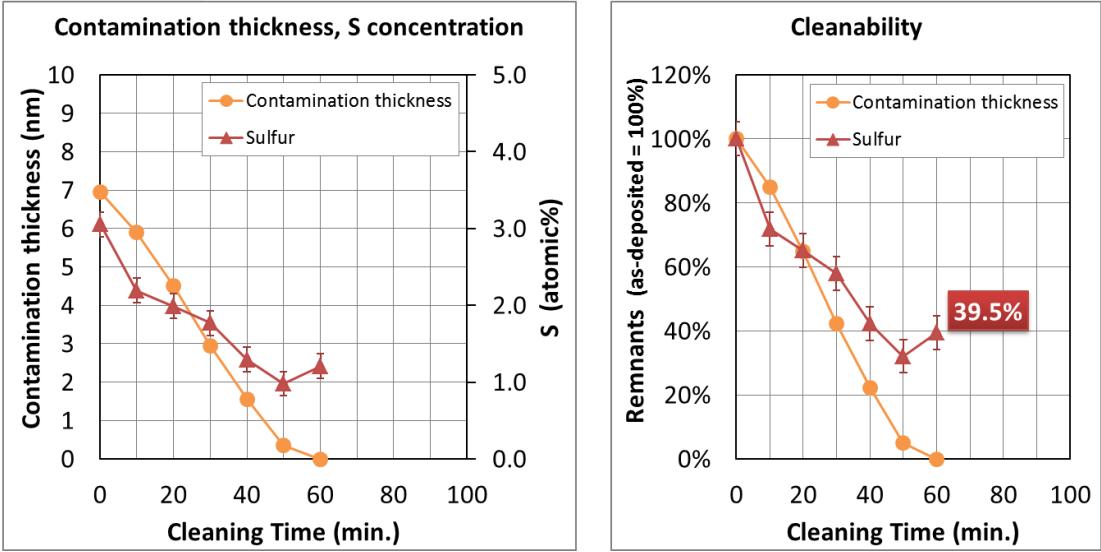 Contamination thickness, S concentration
Contamination thickness (nm)
10
9
8
7
6
5
4
3
2
1
0
Contamination thickness
Sulfur
5.0
4.0
3.0
2.0
1.0
0.0
S (atomic%)
0 20 40 60 80 100
Cleaning Time (min.)
Cleanability
Remnants (as-deposited = 100%)
120%
100%
80%
60%
40%
20%
0%
Contamination thickness
Sulfur
39.5%
0 20 40 60 80 100
Cleaning Time (min.)